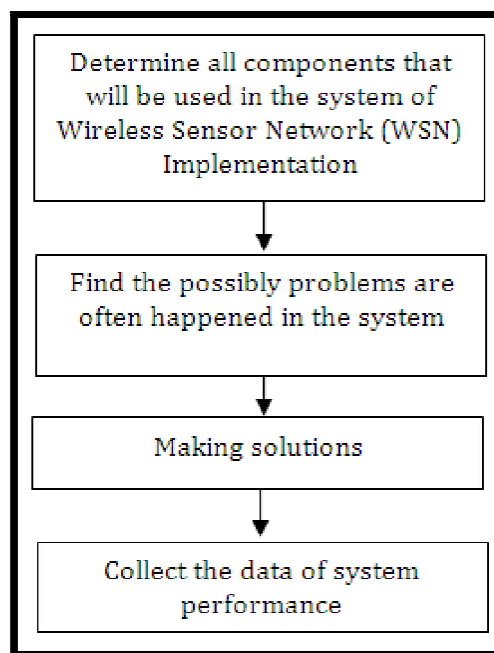 Determine all components that
will be used in the system of
Wireless Sensor Network (WSN)
Implementation
Find the possibly problems are
often happened in the system
Making solutions
Collect the data of system
performance